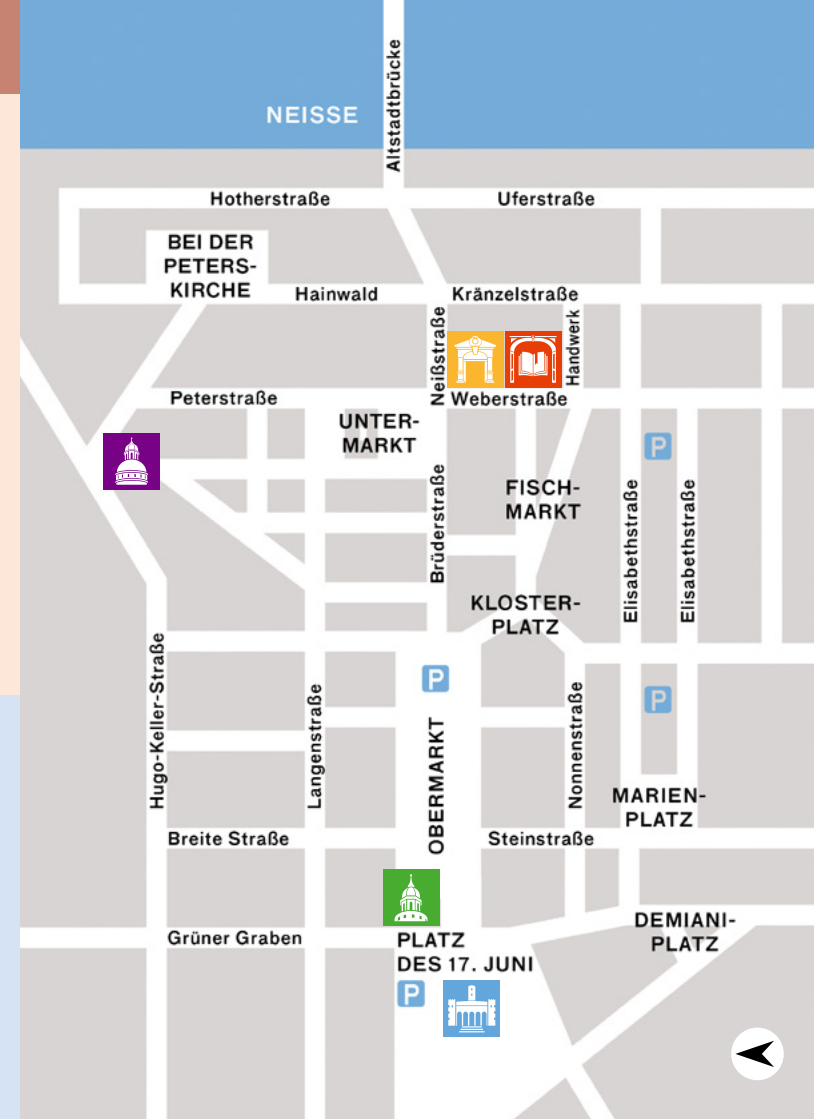 Altstadtbrücke
NEISSE
Hotherstraße
Uferstraße
BEI DER
PETERS-
KIRCHE
Hainwald
Kränzelstraße
Neißstraße
Handwerk
Peterstraße
Weberstraße
UNTER-
MARKT
P
Brüderstraße
FISCH-
MARKT
Elisabethstraße
Elisabethstraße
KLOSTER-
PLATZ
Hugo-Keller-Straße
Langenstraße
P
OBERMARKT
Nonnenstraße
P
MARIEN-
PLATZ
Breite Straße
Steinstraße
DEMIANI-
PLATZ
Grüner Graben
PLATZ
DES 17. JUNI
P